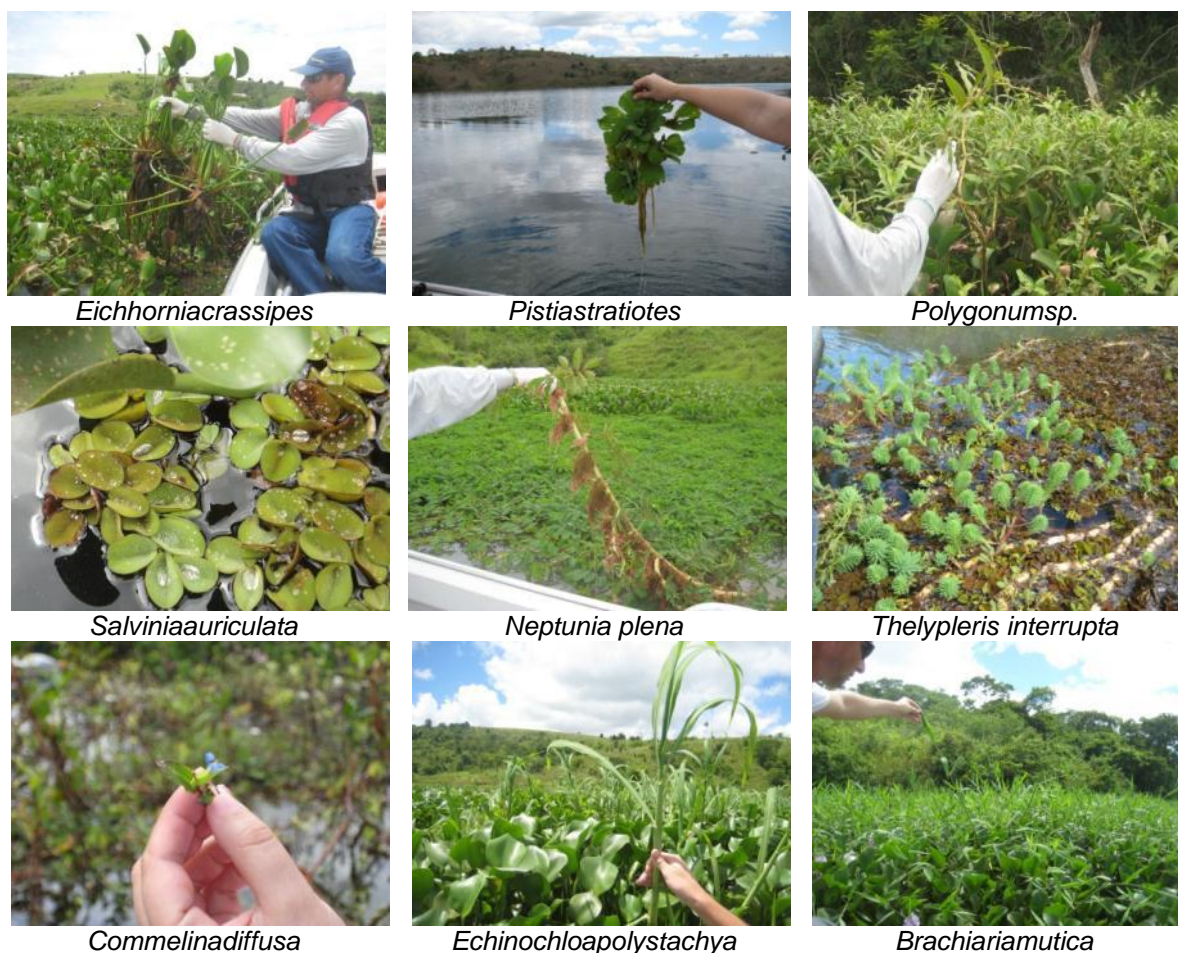 Eichhorniacrassipes
Pistiastratiotes
Polygonumsp.
Salviniaauriculata
Neptunia plena
Thelypleris interrupta
Commelinadiffusa
Echinochloapolystachya
Brachiariamutica